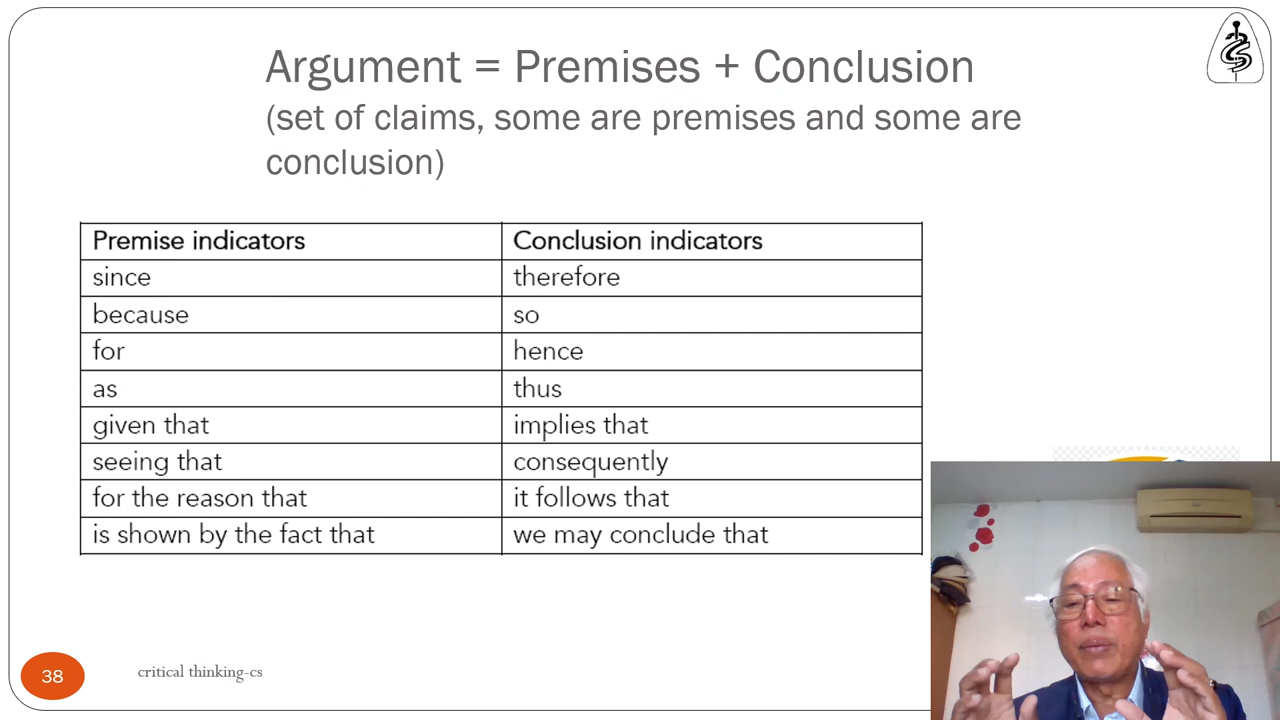 Argument = Premises + Conclusion
(set of claims, some are premises and some are
conclusion)
Premise indicators Conclusion indicators
since therefore
because so
for hence
as thus
given that implies that
seeing that consequently
for the reason that it follows that
is shown by the fact that we may conclude that
38 critical thinking-cs